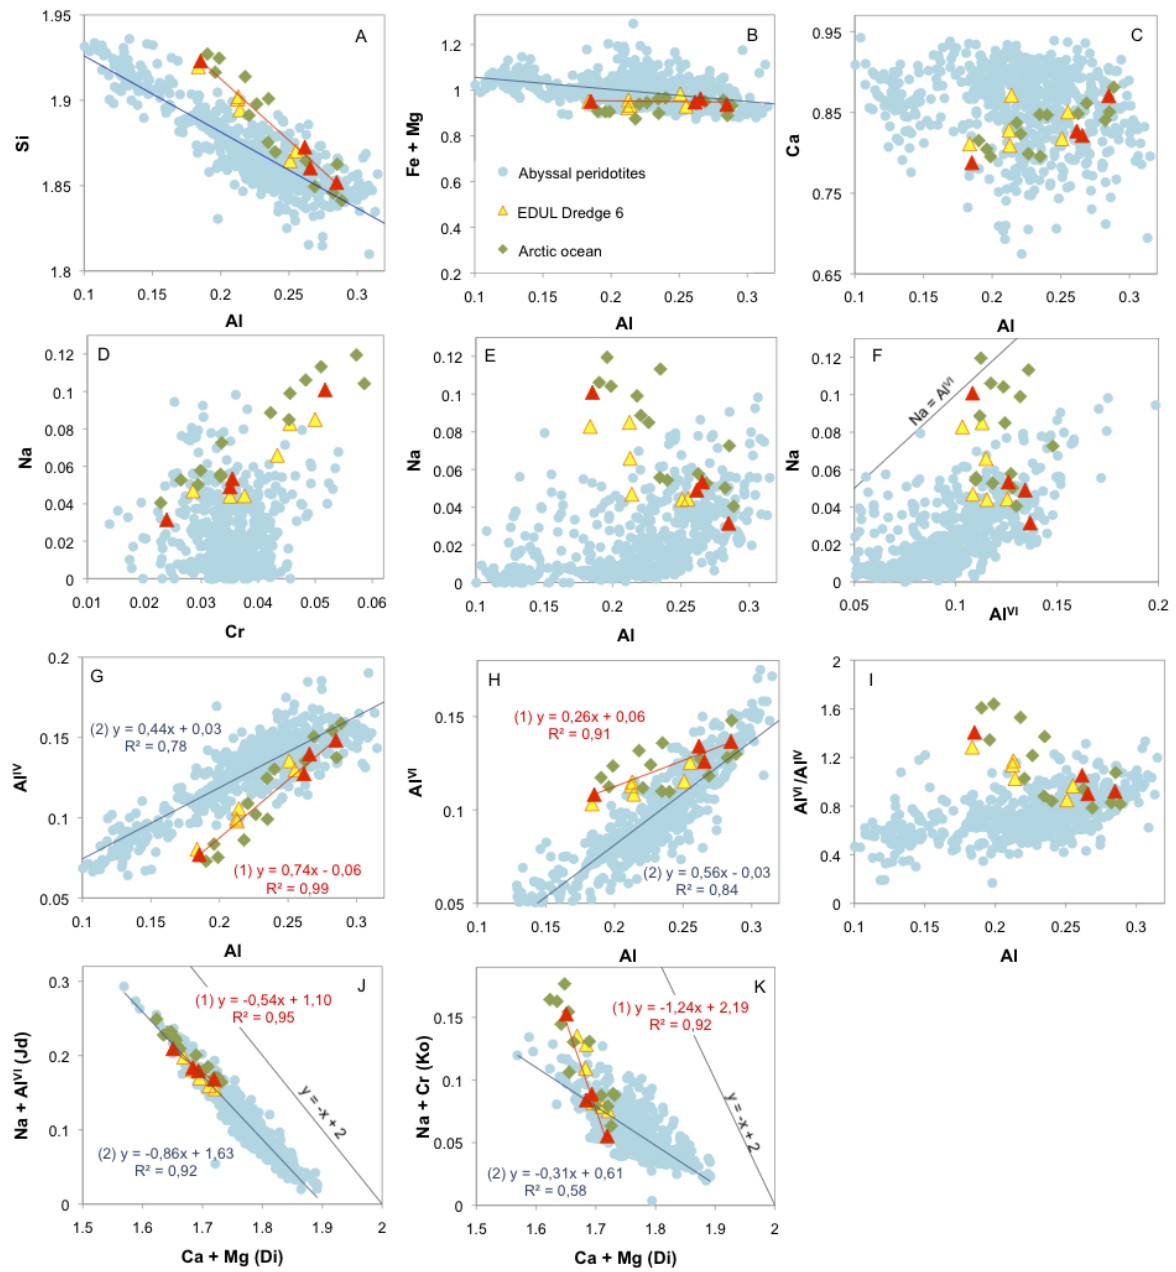 A
Si
1.95
1.9
1.85
1.8
0.1 0.15 0.2 0.25 0.3
Al
B
Fe + Mg
1.2
1
0.8
0.6
0.4
0.2
Abyssal peridotites
EDUL Dredge 6
Arctic ocean
0.1 0.15 0.2 0.25 0.3
Al
C
Ca
0.95
0.85
0.75
0.65
0.1 0.15 0.2 0.25 0.3
Al
D
Na
0.12
0.1
0.08
0.06
0.04
0.02
0
0.01 0.02 0.03 0.04 0.05 0.06
Cr
E
Na
0.12
0.1
0.08
0.06
0.04
0.02
0
0.1 0.15 0.2 0.25 0.3
Al
F
Na
0.12
0.1
0.08
0.06
0.04
0.02
0
Na = Alⱽᴵ
0.05 0.1 0.15 0.2
Alⱽᴵ
G
Alᴵⱽ
0.2
0.15
0.1
0.05
(2) y = 0,44x + 0,03
R² = 0,78
(1) y = 0,74x - 0,06
R² = 0,99
0.1 0.15 0.2 0.25 0.3
Al
H
Alⱽᴵ
0.15
0.1
0.05
(1) y = 0,26x + 0,06
R² = 0,91
(2) y = 0,56x - 0,03
R² = 0,84
0.1 0.15 0.2 0.25 0.3
Al
I
Alⱽᴵ/Alᴵⱽ
2
1.6
1.2
0.8
0.4
0
0.1 0.15 0.2 0.25 0.3
Al
J
Na + Alⱽᴵ (Jd)
0.3
0.2
0.1
0
(1) y = -0,54x + 1,10
R² = 0,95
y = -x + 2
(2) y = -0,86x + 1,63
R² = 0,92
1.5 1.6 1.7 1.8 1.9 2
Ca + Mg (Di)
K
Na + Cr (Ko)
0.15
0.1
0.05
0
(1) y = -1,24x + 2,19
R² = 0,92
y = -x + 2
(2) y = -0,31x + 0,61
R² = 0,58
1.5 1.6 1.7 1.8 1.9 2
Ca + Mg (Di)